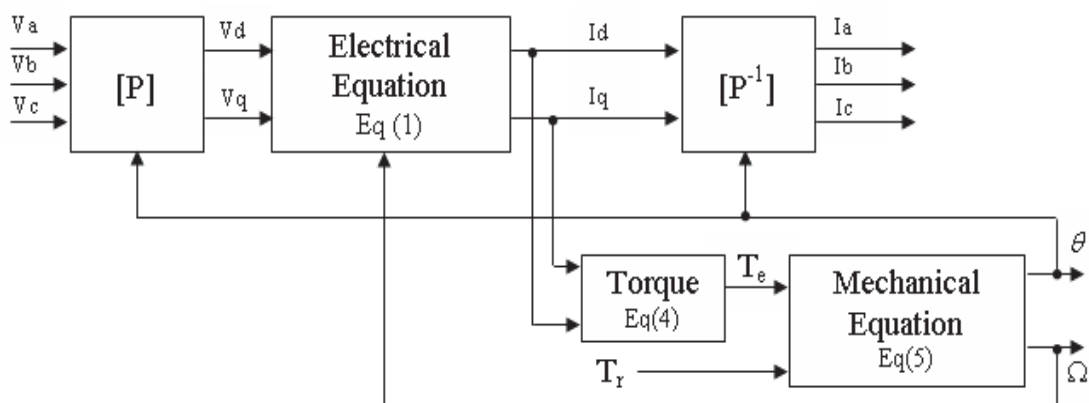 Va
Vb
Vc
[P]
Vd
Vq
Electrical
Equation
Eq (1)
Id
Iq
[P⁻¹]
Ia
Ib
Ic
θ
Torque
Eq(4)
Tₑ
Tᵣ
Mechanical
Equation
Eq(5)
Ω